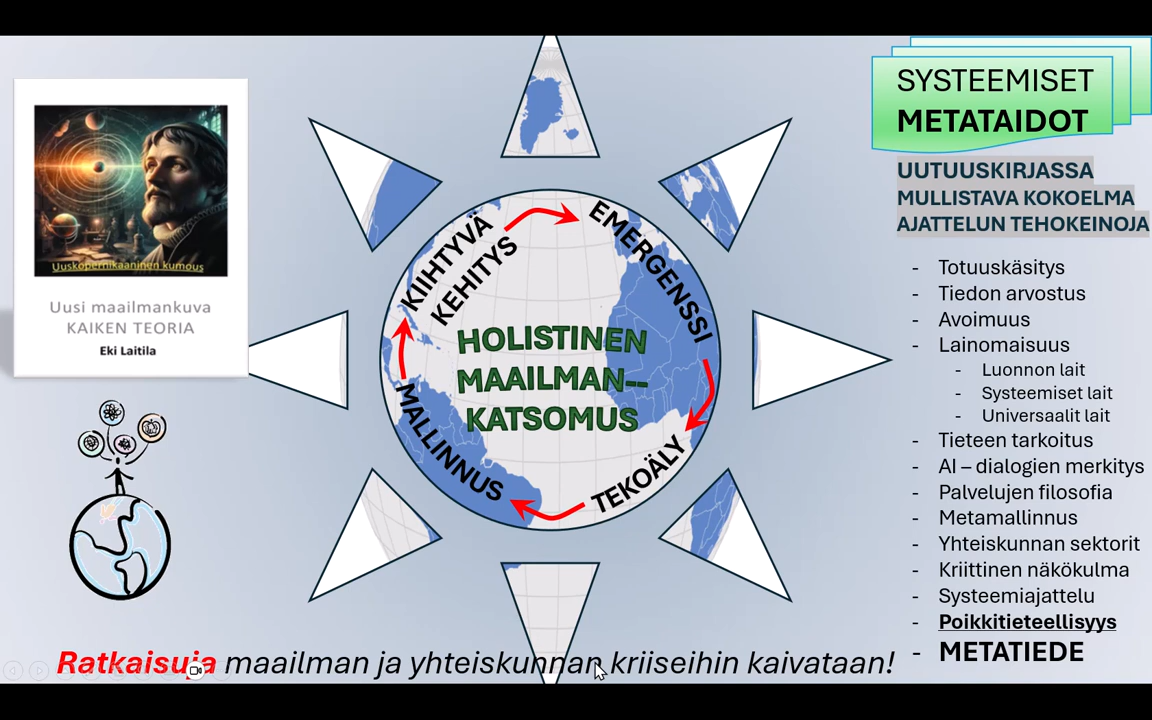 Uuskopernikaaninen kumous
Uusi maailmankuva
KAIKEN TEORIA
Eki Laitila
KIIHTYVÄ
KEHITYS
EMERGENSSI
TEKOÄLY
MALLINNUS
HOLISTINEN
MAAILMAN--
KATSOMUS
SYSTEEMISET
METATAIDOT
UUTUUSKIRJASSA
MULLISTAVA KOKOELMA
AJATTELUN TEHOKEINOJA
- Totuuskäsitys
- Tiedon arvostus
- Avoimuus
- Lainomaisuus
- Luonnon lait
- Systeemiset lait
- Universaalit lait
- Tieteen tarkoitus
- AI – dialogien merkitys
- Palvelujen filosofia
- Metamallinnus
- Yhteiskunnan sektorit
- Kriittinen näkökulma
- Systeemiajattelu
- Poikkitieteellisyys
- METATIEDE
Ratkaisuja maailman ja yhteiskunnan kriiseihin kaivataan!